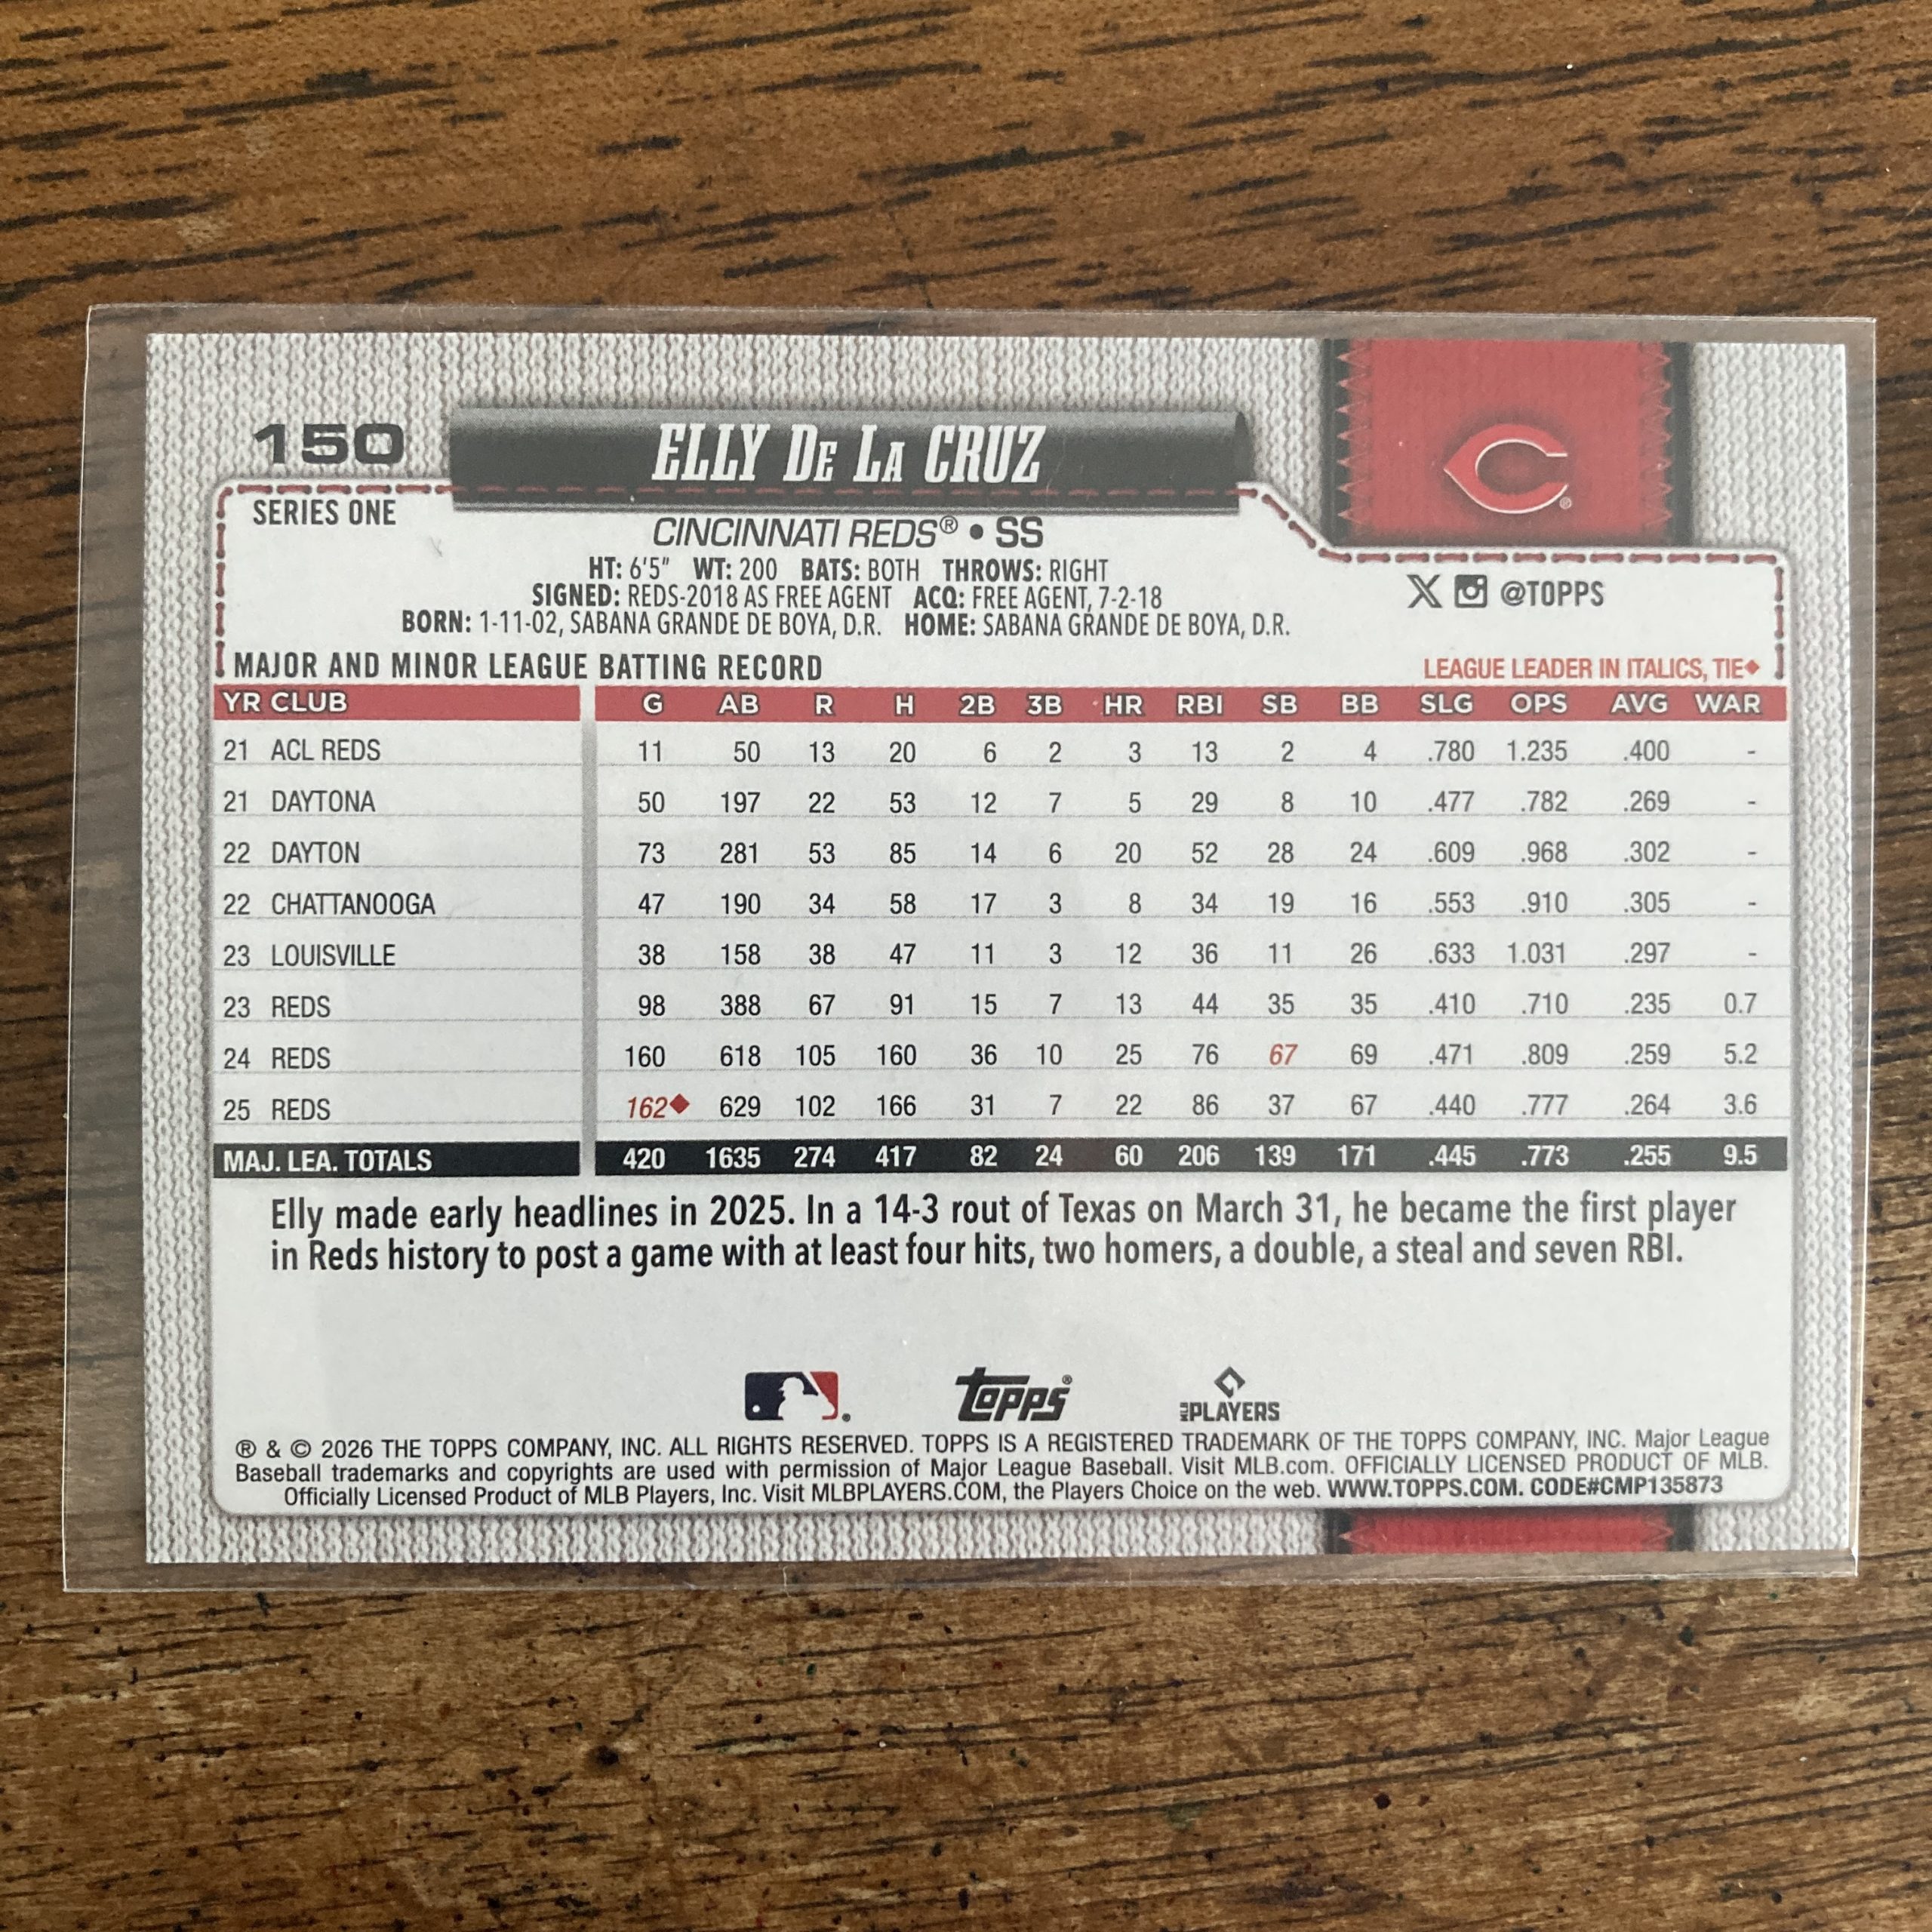 150
ELLY DE LA CRUZ
C
SERIES ONE
CINCINNATI REDS® • SS
HT: 6'5" WT: 200 BATS: BOTH THROWS: RIGHT
SIGNED: REDS-2018 AS FREE AGENT ACQ: FREE AGENT, 7-2-18
BORN: 1-11-02, SABANA GRANDE DE BOYA, D.R. HOME: SABANA GRANDE DE BOYA, D.R.
@TOPPS
MAJOR AND MINOR LEAGUE BATTING RECORD
LEAGUE LEADER IN ITALICS, TIE◆
YR CLUB G AB R H 2B 3B HR RBI SB BB SLG OPS AVG WAR
21 ACL REDS 11 50 13 20 6 2 3 13 2 4 .780 1.235 .400 -
21 DAYTONA 50 197 22 53 12 7 5 29 8 10 .477 .782 .269 -
22 DAYTON 73 281 53 85 14 6 20 52 28 24 .609 .968 .302 -
22 CHATTANOOGA 47 190 34 58 17 3 8 34 19 16 .553 .910 .305 -
23 LOUISVILLE 38 158 38 47 11 3 12 36 11 26 .633 1.031 .297 -
23 REDS 98 388 67 91 15 7 13 44 35 35 .410 .710 .235 0.7
24 REDS 160 618 105 160 36 10 25 76 67 69 .471 .809 .259 5.2
25 REDS 162◆ 629 102 166 31 7 22 86 37 67 .440 .777 .264 3.6
MAJ. LEA. TOTALS 420 1635 274 417 82 24 60 206 139 171 .445 .773 .255 9.5
Elly made early headlines in 2025. In a 14-3 rout of Texas on March 31, he became the first player
in Reds history to post a game with at least four hits, two homers, a double, a steal and seven RBI.
Topps® PLAYERS
® & © 2026 THE TOPPS COMPANY, INC. ALL RIGHTS RESERVED. TOPPS IS A REGISTERED TRADEMARK OF THE TOPPS COMPANY, INC. Major League
Baseball trademarks and copyrights are used with permission of Major League Baseball. Visit MLB.com. OFFICIALLY LICENSED PRODUCT OF MLB.
Officially Licensed Product of MLB Players, Inc. Visit MLBPLAYERS.COM, the Players Choice on the web. WWW.TOPPS.COM. CODE#CMP135873